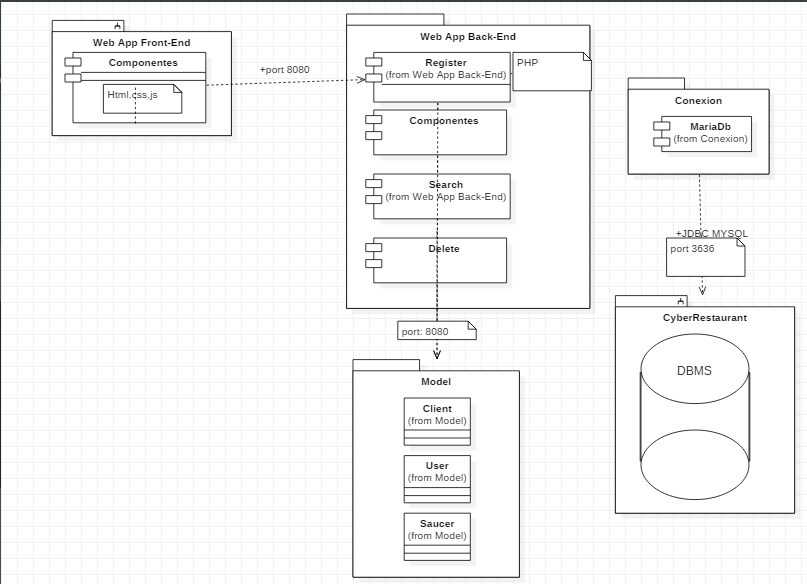 Web App Front-End
Componentes
Html,css.js
+port 8080
Web App Back-End
Register
(from Web App Back-End)
PHP
Componentes
Search
(from Web App Back-End)
Delete
port: 8080
Model
Client
(from Model)
User
(from Model)
Saucer
(from Model)
Conexion
MariaDb
(from Conexion)
+JDBC MYSQL
port 3636
CyberRestaurant
DBMS